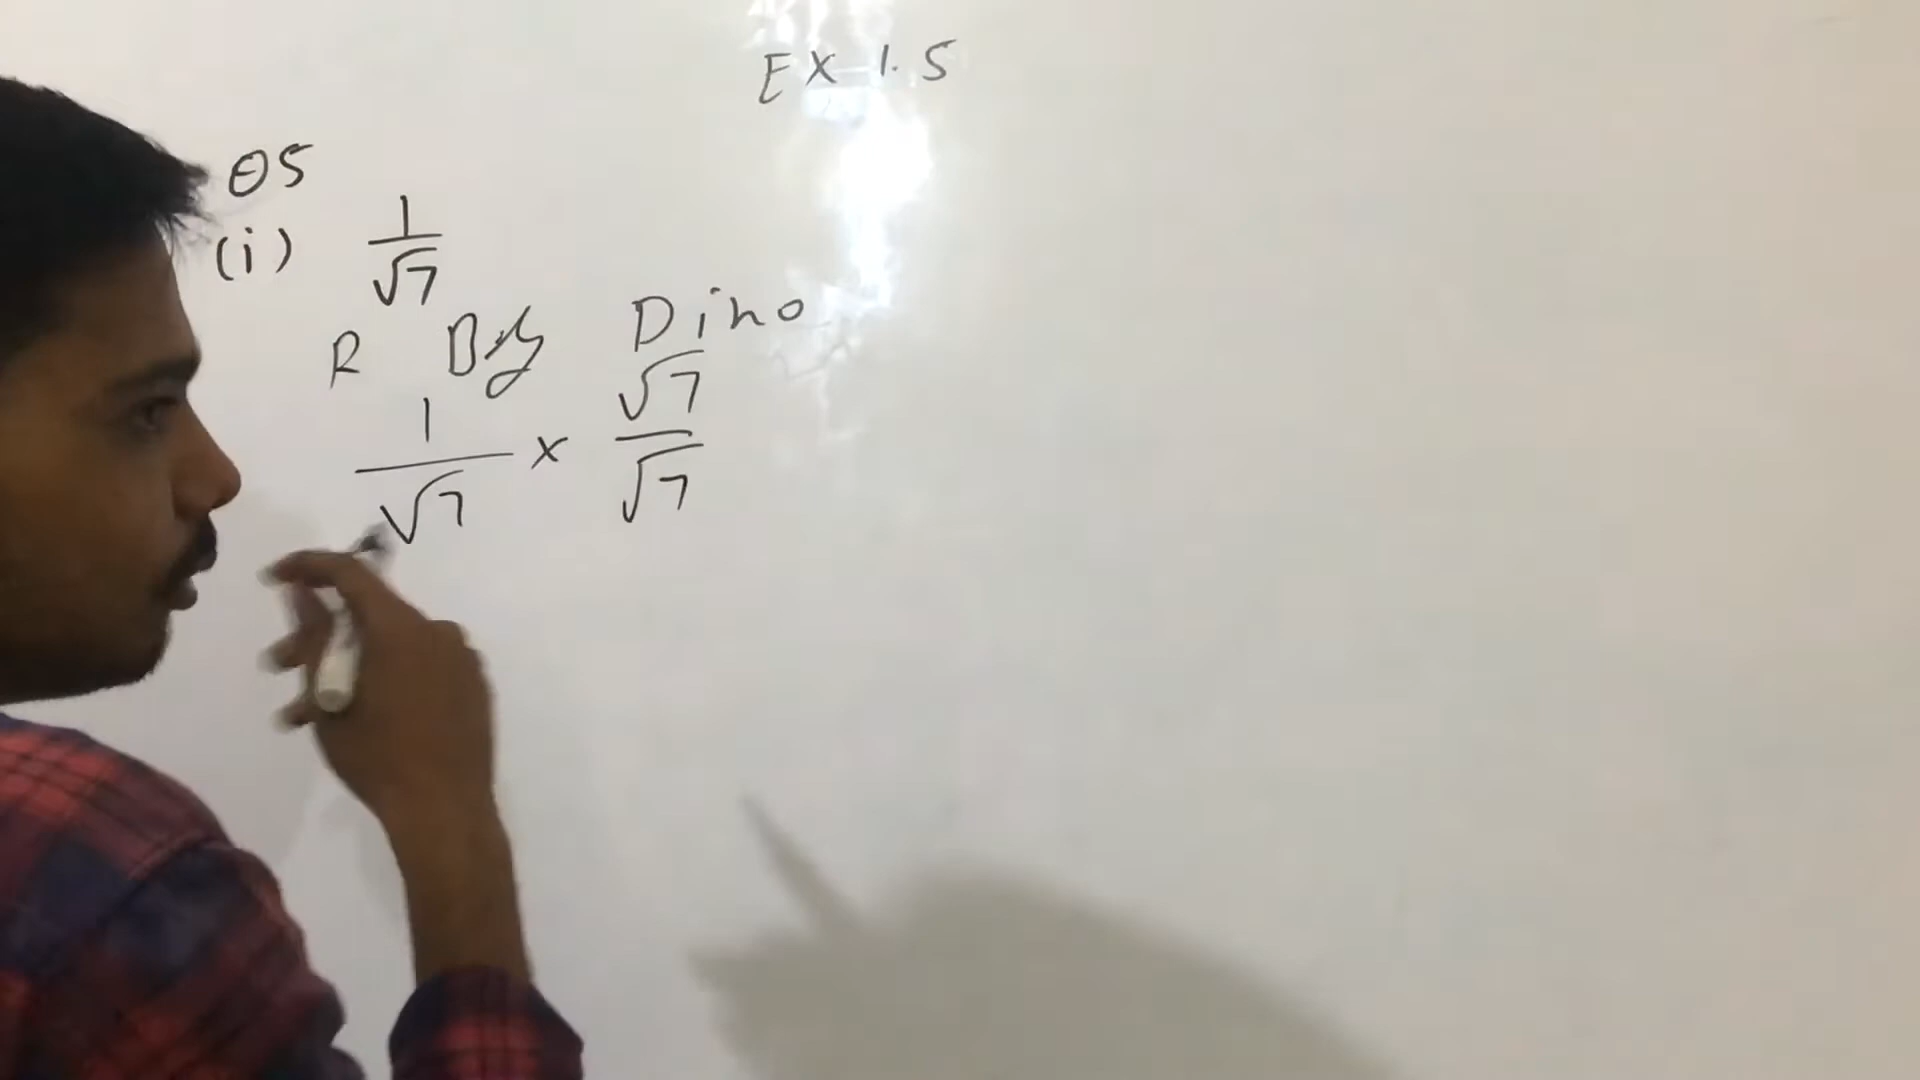 EX 1.5
Q5
(i) 1/√7
R By Dino
1/√7 × √7/√7